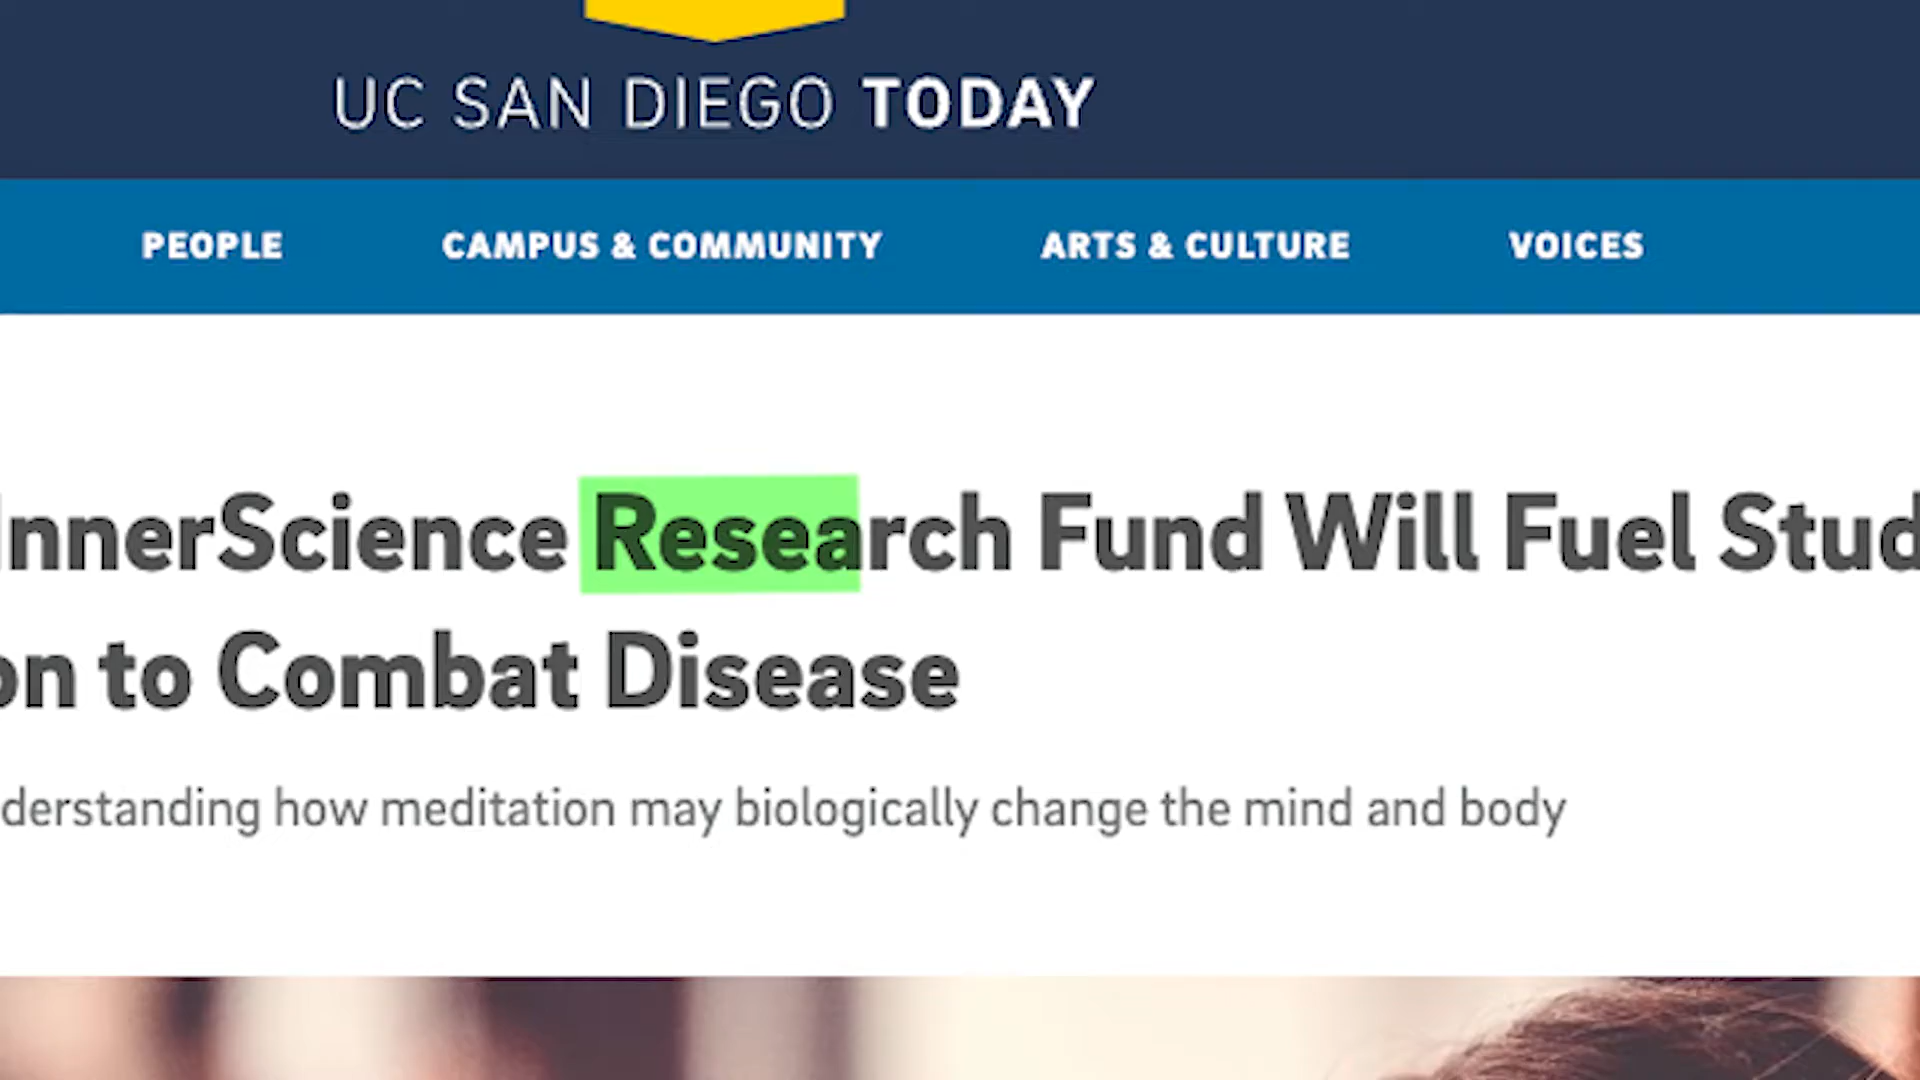 UC SAN DIEGO TODAY
PEOPLE CAMPUS & COMMUNITY ARTS & CULTURE VOICES
InnerScience Research Fund Will Fuel Stud
on to Combat Disease
derstanding how meditation may biologically change the mind and body